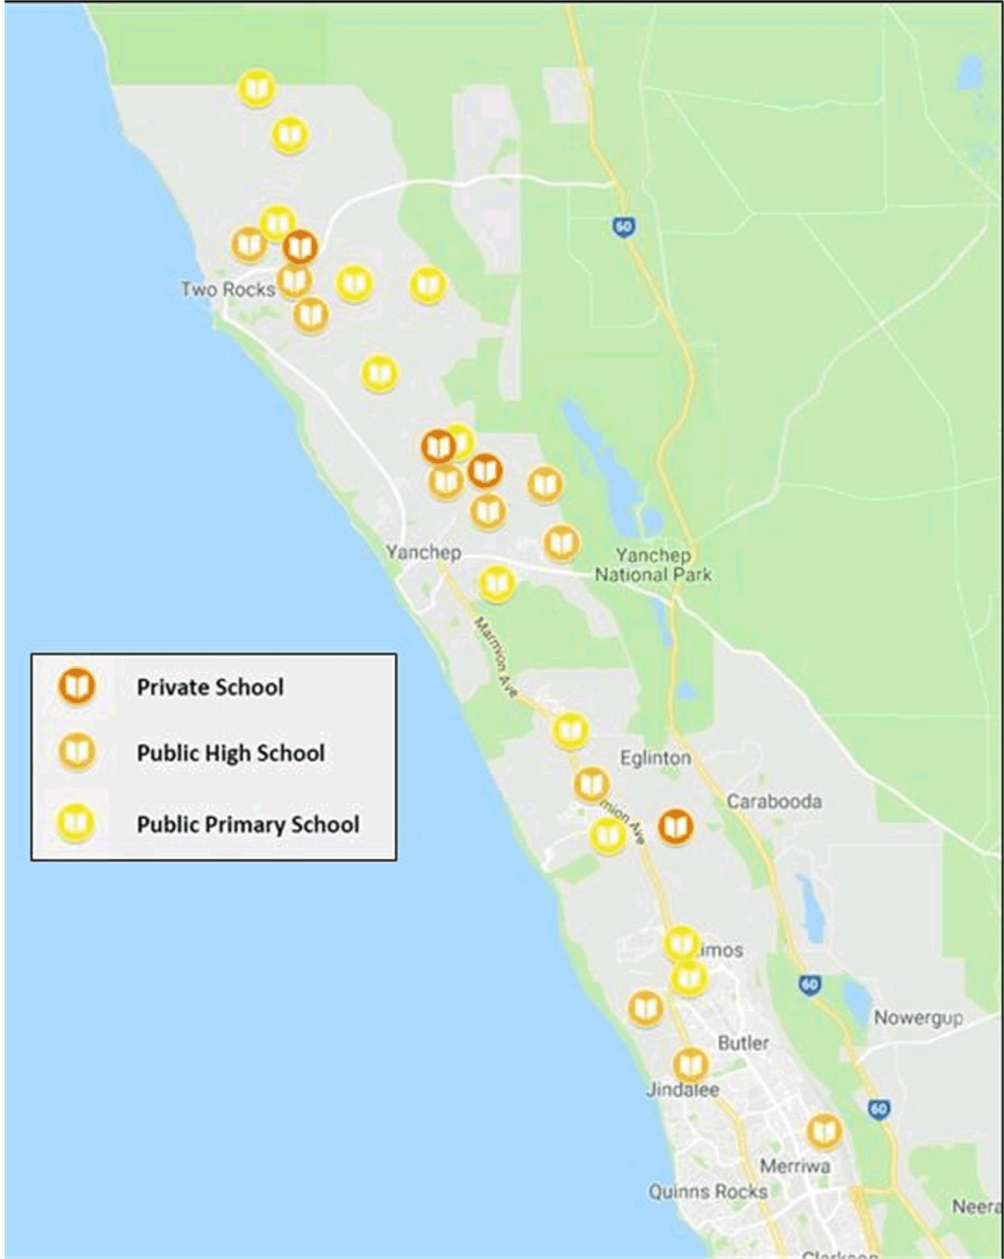 60
Two Rocks
Yanchep
Yanchep
National Park
Marmion Ave
Private School
Public High School
Public Primary School
Eglinton
Carabooda
mion Ave
imos
60
Nowergup
Butler
Jindalee
60
Merriwa
Quinns Rocks
Neera